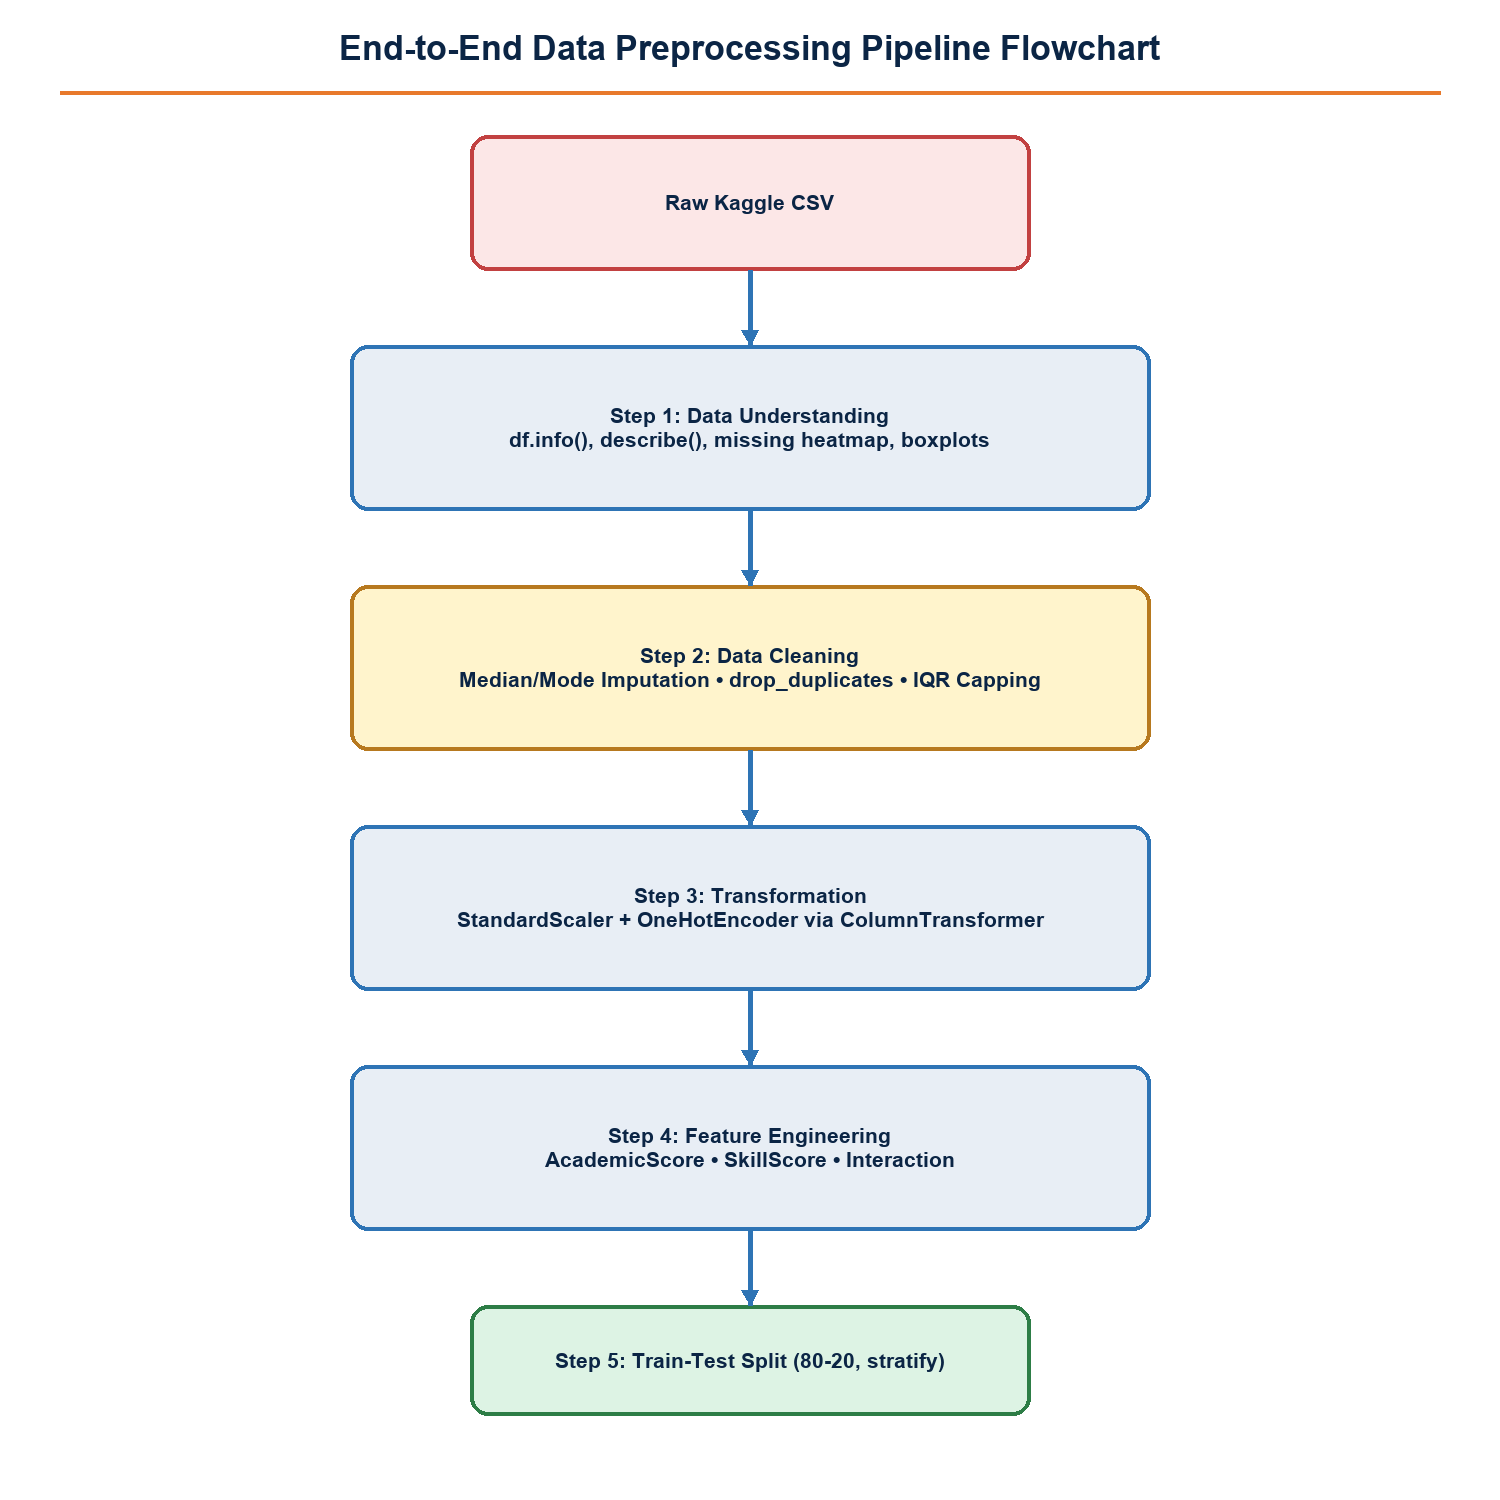 End-to-End Data Preprocessing Pipeline Flowchart
Raw Kaggle CSV
Step 1: Data Understanding
df.info(), describe(), missing heatmap, boxplots
Step 2: Data Cleaning
Median/Mode Imputation • drop_duplicates • IQR Capping
Step 3: Transformation
StandardScaler + OneHotEncoder via ColumnTransformer
Step 4: Feature Engineering
AcademicScore • SkillScore • Interaction
Step 5: Train-Test Split (80-20, stratify)